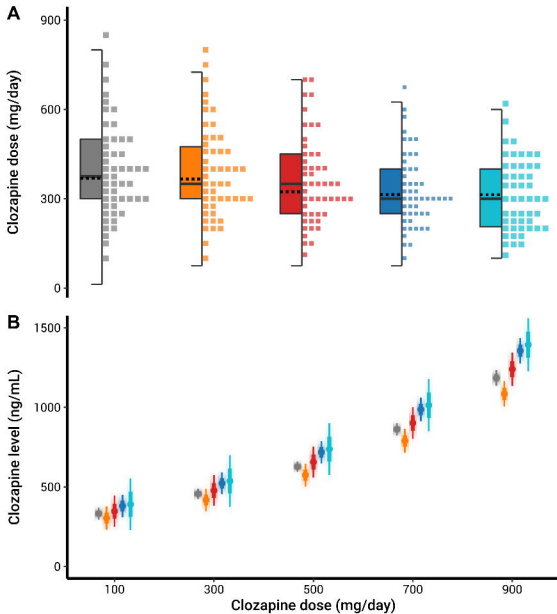 A
Clozapine dose (mg/day)
900
600
300
0
B
Clozapine level (ng/mL)
1500
1000
500
0
100 300 500 700 900
Clozapine dose (mg/day)